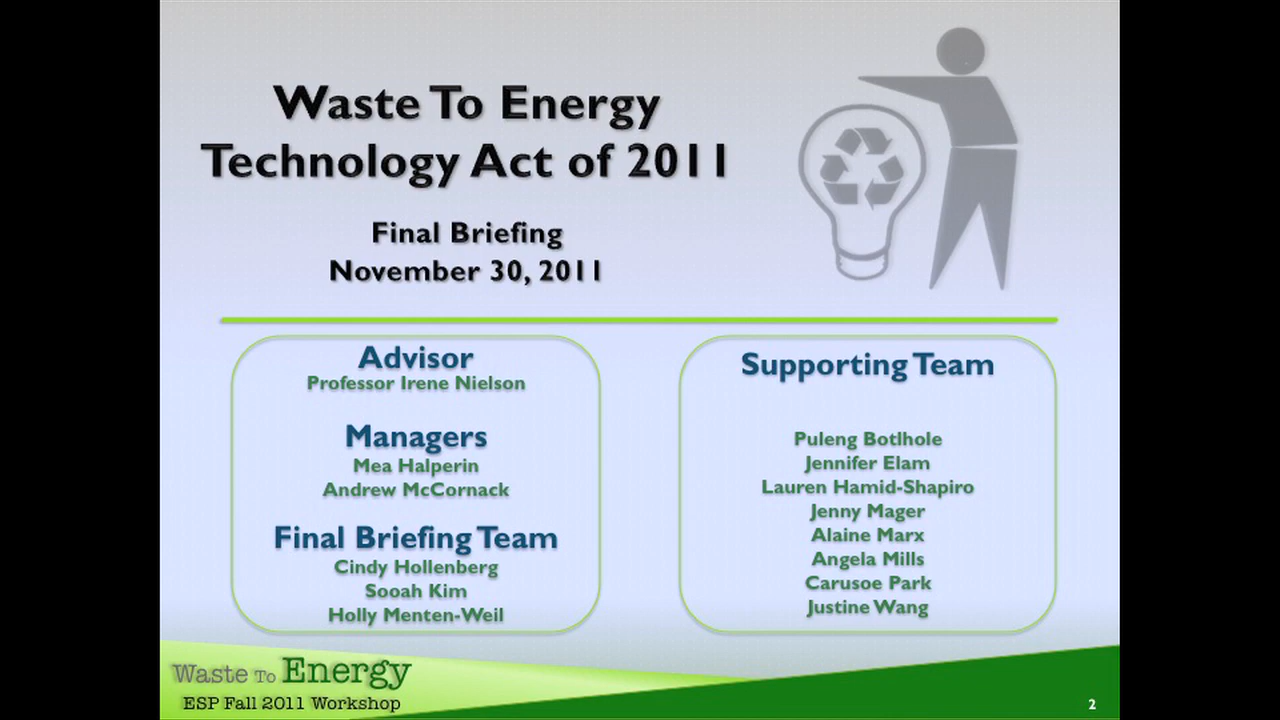 Waste To Energy
Technology Act of 2011
Final Briefing
November 30, 2011
Advisor
Professor Irene Nielson
Managers
Mea Halperin
Andrew McCornack
Final Briefing Team
Cindy Hollenberg
Sooah Kim
Holly Menten-Weil
Supporting Team
Puleng Botlhole
Jennifer Elam
Lauren Hamid-Shapiro
Jenny Mager
Alaine Marx
Angela Mills
Carusoe Park
Justine Wang
Waste To Energy
ESP Fall 2011 Workshop
2